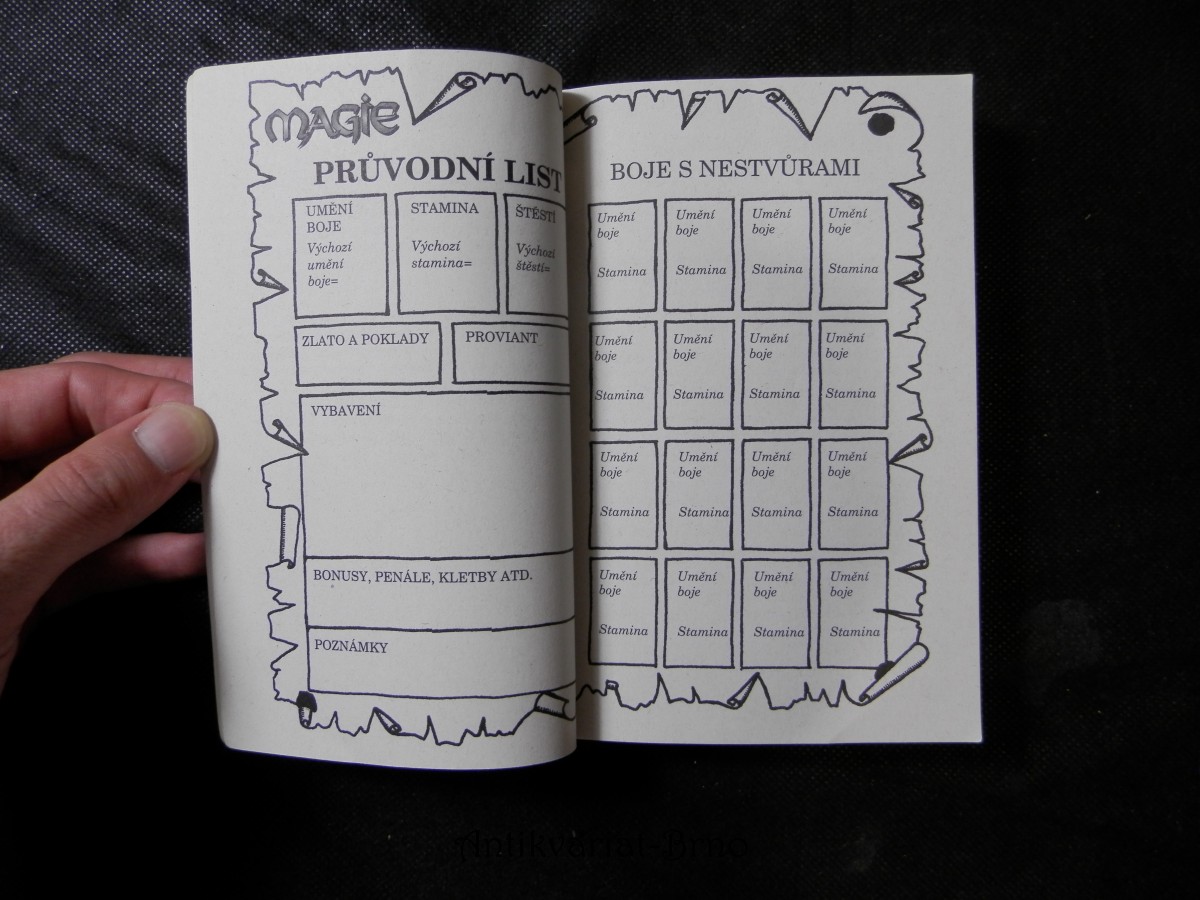 MAGIE
PRŮVODNÍ LIST
UMĚNÍ
BOJE
Výchozí
umění
boje=
STAMINA
Výchozí
stamina=
ŠTĚSTÍ
Výchozí
štěstí=
ZLATO A POKLADY
PROVIANT
VYBAVENÍ
BONUSY, PENÁLE, KLETBY ATD.
POZNÁMKY
BOJE S NESTVŮRAMI
Umění
boje
Stamina
Umění
boje
Stamina
Umění
boje
Stamina
Umění
boje
Stamina
Umění
boje
Stamina
Umění
boje
Stamina
Umění
boje
Stamina
Umění
boje
Stamina
Umění
boje
Stamina
Umění
boje
Stamina
Umění
boje
Stamina
Umění
boje
Stamina
Umění
boje
Stamina
Umění
boje
Stamina
Umění
boje
Stamina
Umění
boje
Stamina
Antikvariat-Brno